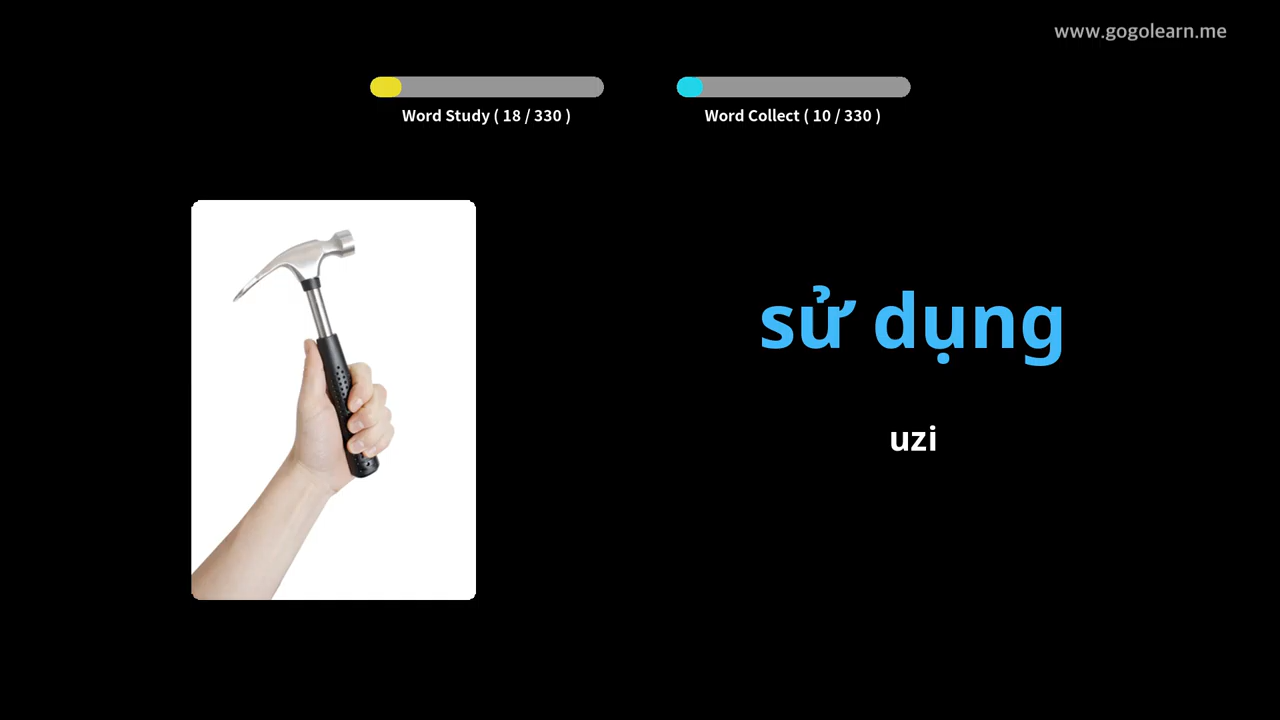 www.gogolearn.me
Word Study ( 18 / 330 )
Word Collect ( 10 / 330 )
sử dụng
uzi